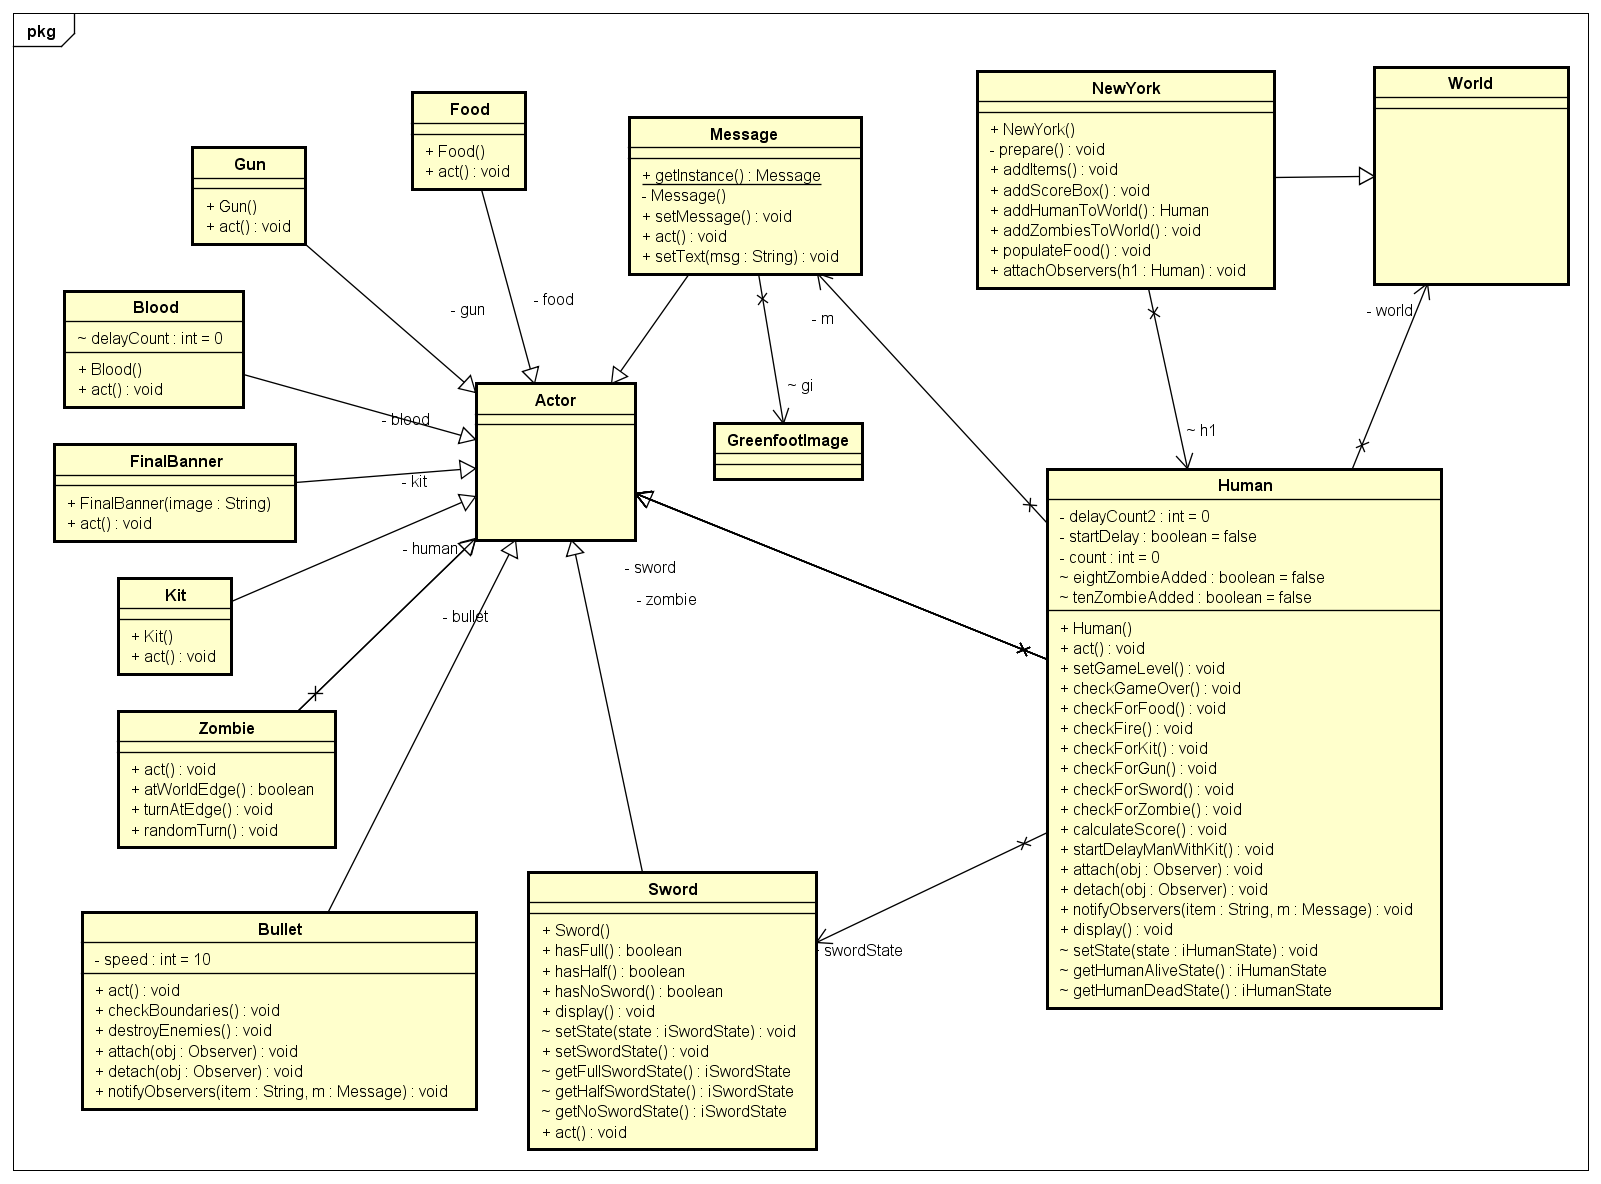 pkg
Food
+ Food()
+ act() : void
Gun
+ Gun()
+ act() : void
Message
+ getInstance() : Message
- Message()
+ setMessage() : void
+ act() : void
+ setText(msg : String) : void
NewYork
+ NewYork()
- prepare() : void
+ addItems() : void
+ addScoreBox() : void
+ addHumanToWorld() : Human
+ addZombiesToWorld() : void
+ populateFood() : void
+ attachObservers(h1 : Human) : void
World
Blood
~ delayCount : int = 0
+ Blood()
+ act() : void
- gun
- food
- m
- world
~ gi
~ h1
- blood
Actor
GreenfootImage
FinalBanner
+ FinalBanner(image : String)
+ act() : void
- kit
- human
- sword
- zombie
- bullet
Kit
+ Kit()
+ act() : void
Zombie
+ act() : void
+ atWorldEdge() : boolean
+ turnAtEdge() : void
+ randomTurn() : void
Human
- delayCount2 : int = 0
- startDelay : boolean = false
- count : int = 0
~ eightZombieAdded : boolean = false
~ tenZombieAdded : boolean = false
+ Human()
+ act() : void
+ setGameLevel() : void
+ checkGameOver() : void
+ checkForFood() : void
+ checkFire() : void
+ checkForKit() : void
+ checkForGun() : void
+ checkForSword() : void
+ checkForZombie() : void
+ calculateScore() : void
+ startDelayManWithKit() : void
+ attach(obj : Observer) : void
+ detach(obj : Observer) : void
+ notifyObservers(item : String, m : Message) : void
+ display() : void
~ setState(state : iHumanState) : void
~ getHumanAliveState() : iHumanState
~ getHumanDeadState() : iHumanState
- swordState
Bullet
- speed : int = 10
+ act() : void
+ checkBoundaries() : void
+ destroyEnemies() : void
+ attach(obj : Observer) : void
+ detach(obj : Observer) : void
+ notifyObservers(item : String, m : Message) : void
Sword
+ Sword()
+ hasFull() : boolean
+ hasHalf() : boolean
+ hasNoSword() : boolean
+ display() : void
~ setState(state : iSwordState) : void
+ setSwordState() : void
~ getFullSwordState() : iSwordState
~ getHalfSwordState() : iSwordState
~ getNoSwordState() : iSwordState
+ act() : void